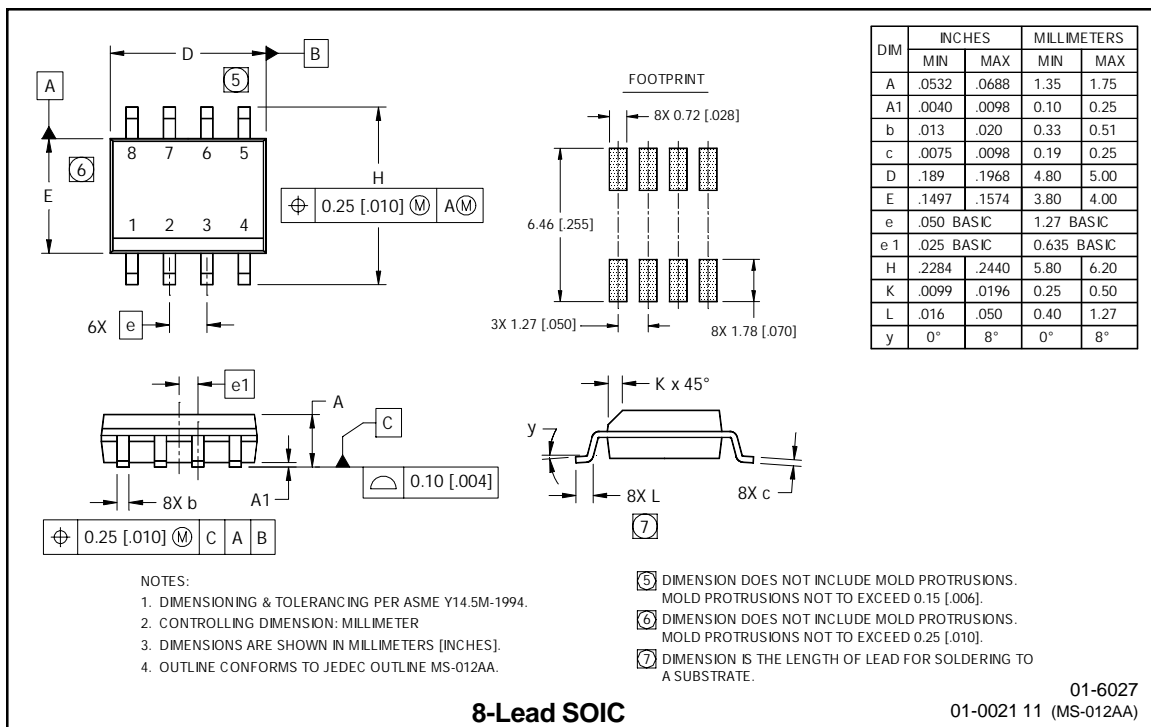 D
B
5
A
8 7 6 5
6
E
H
⌖ 0.25 [.010] Ⓜ AⓂ
1 2 3 4
6X e
FOOTPRINT
8X 0.72 [.028]
6.46 [.255]
3X 1.27 [.050]
8X 1.78 [.070]
DIM INCHES MILLIMETERS
MIN MAX MIN MAX
A .0532 .0688 1.35 1.75
A1 .0040 .0098 0.10 0.25
b .013 .020 0.33 0.51
c .0075 .0098 0.19 0.25
D .189 .1968 4.80 5.00
E .1497 .1574 3.80 4.00
e .050 BASIC 1.27 BASIC
e 1 .025 BASIC 0.635 BASIC
H .2284 .2440 5.80 6.20
K .0099 .0196 0.25 0.50
L .016 .050 0.40 1.27
y 0° 8° 0° 8°
e1
A
C
A1
8X b
⌓ 0.10 [.004]
⌖ 0.25 [.010] Ⓜ C A B
K x 45°
y
8X L
8X c
7
NOTES:
1. DIMENSIONING & TOLERANCING PER ASME Y14.5M-1994.
2. CONTROLLING DIMENSION: MILLIMETER
3. DIMENSIONS ARE SHOWN IN MILLIMETERS [INCHES].
4. OUTLINE CONFORMS TO JEDEC OUTLINE MS-012AA.
5 DIMENSION DOES NOT INCLUDE MOLD PROTRUSIONS.
MOLD PROTRUSIONS NOT TO EXCEED 0.15 [.006].
6 DIMENSION DOES NOT INCLUDE MOLD PROTRUSIONS.
MOLD PROTRUSIONS NOT TO EXCEED 0.25 [.010].
7 DIMENSION IS THE LENGTH OF LEAD FOR SOLDERING TO
A SUBSTRATE.
8-Lead SOIC
01-6027
01-0021 11 (MS-012AA)